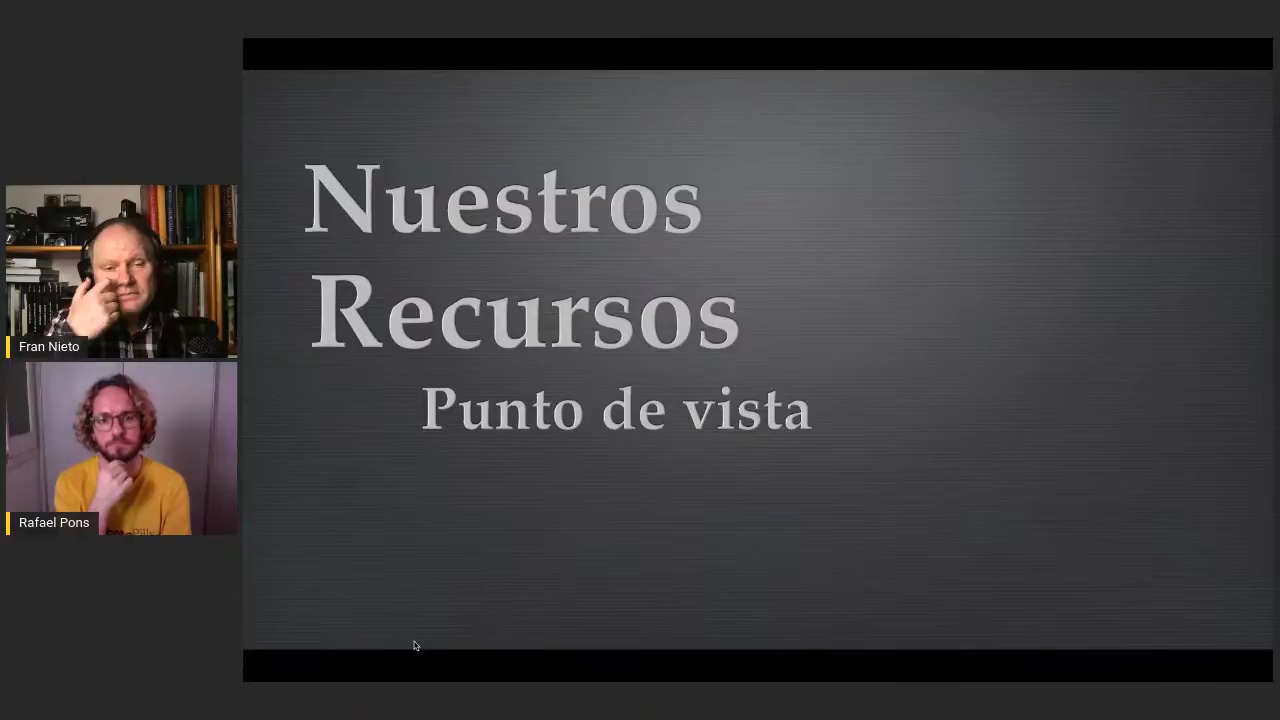 Nuestros
Recursos
Punto de vista
Fran Nieto
Rafael Pons